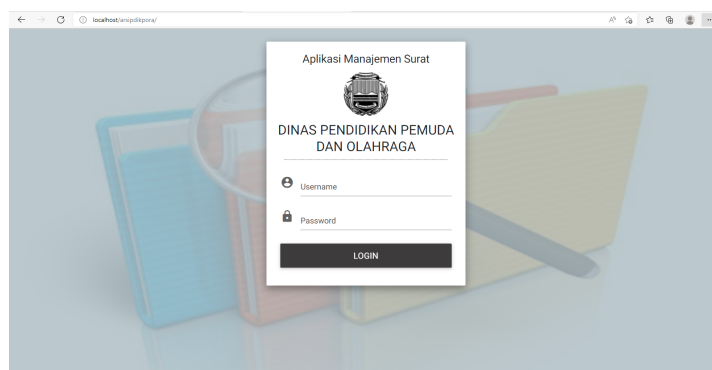 localhost/arsipdikpora/
Aplikasi Manajemen Surat
DINAS PENDIDIKAN PEMUDA
DAN OLAHRAGA
Username
Password
LOGIN